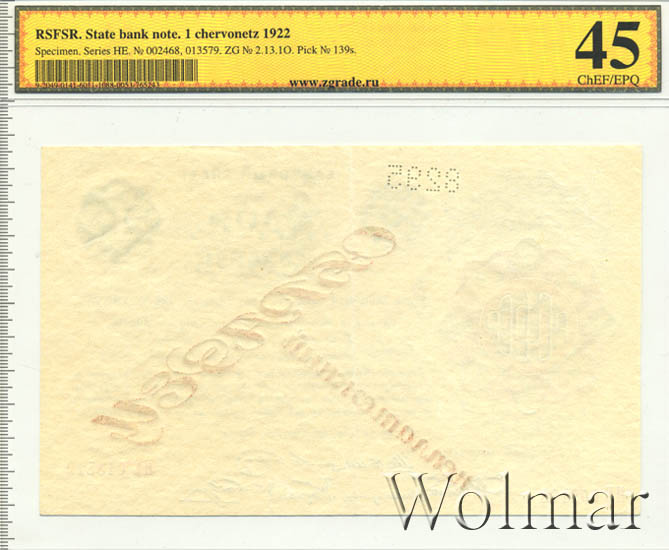 RSFSR. State bank note. 1 chervonetz 1922
Specimen. Series HE. № 002468, 013579. ZG № 2.13.1O. Pick № 139s.
www.zgrade.ru
45
ChEF/EPQ
Образец
Wolmar